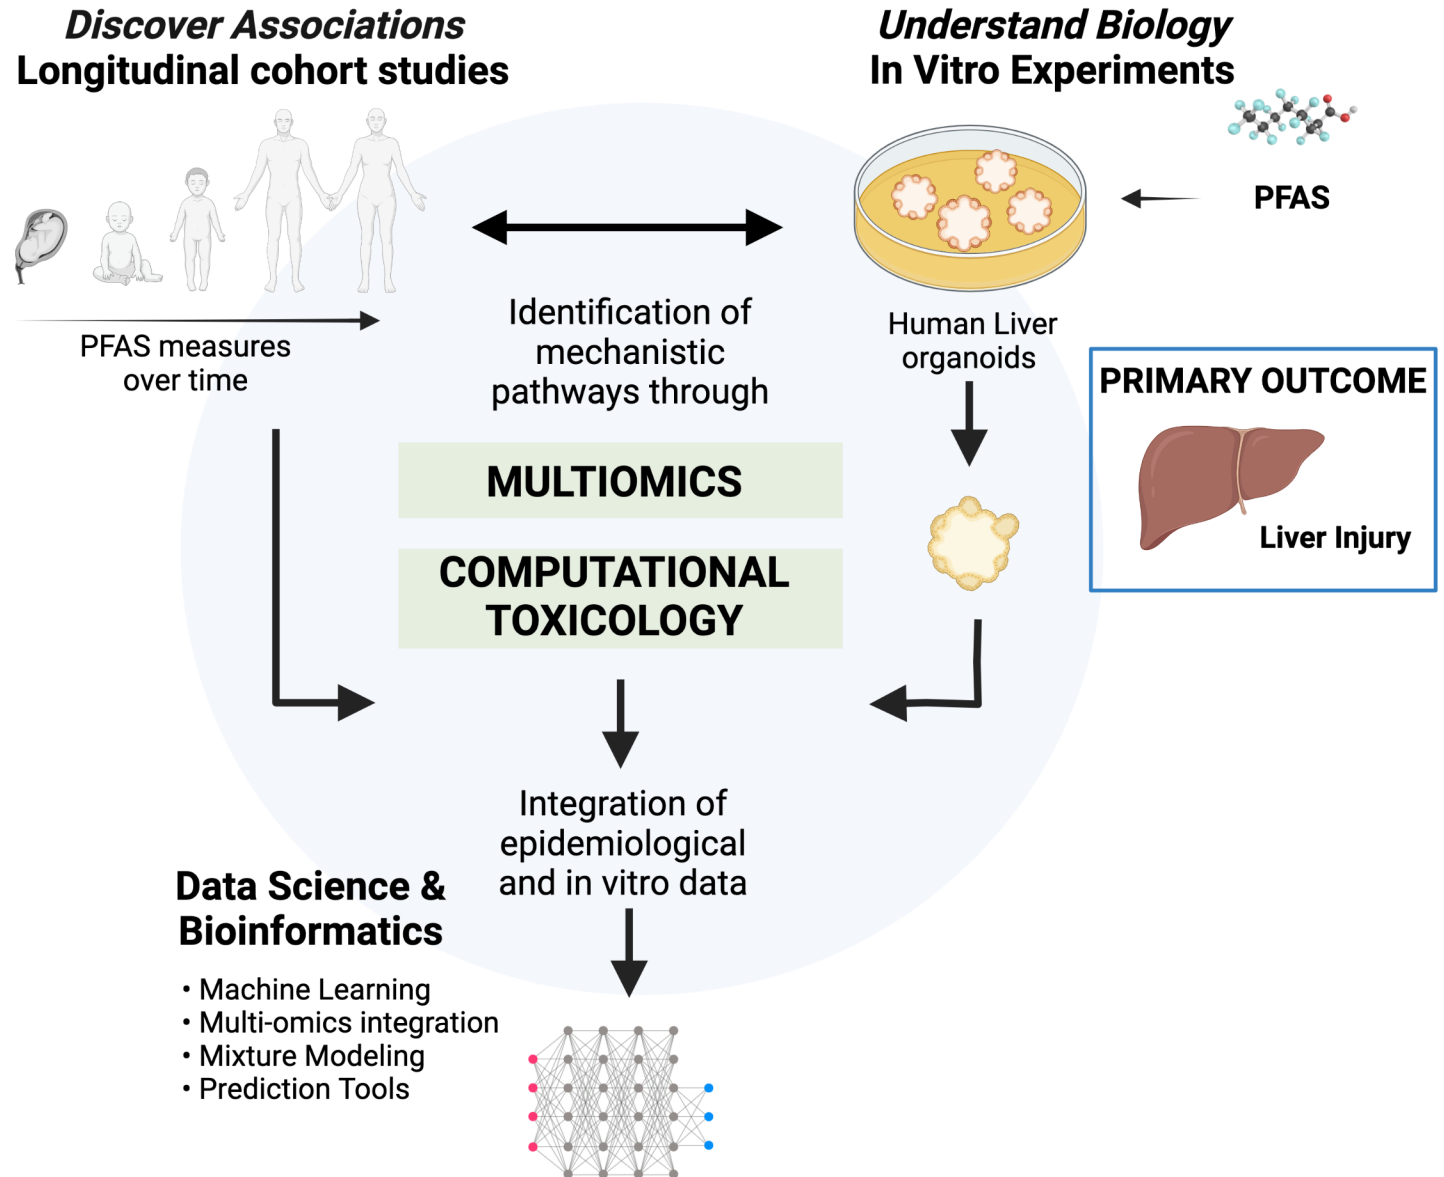 Discover Associations
Longitudinal cohort studies
PFAS measures
over time
Understand Biology
In Vitro Experiments
PFAS
Human Liver
organoids
Identification of
mechanistic
pathways through
MULTIOMICS
COMPUTATIONAL
TOXICOLOGY
PRIMARY OUTCOME
Liver Injury
Integration of
epidemiological
and in vitro data
Data Science &
Bioinformatics
• Machine Learning
• Multi-omics integration
• Mixture Modeling
• Prediction Tools